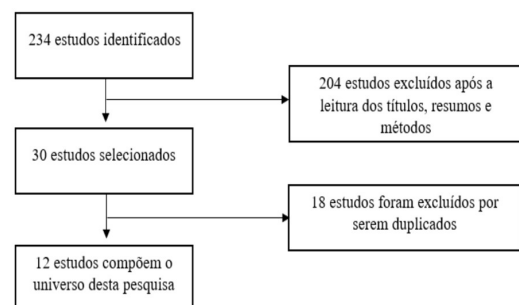 234 estudos identificados
204 estudos excluídos após a
leitura dos títulos, resumos e
métodos
30 estudos selecionados
18 estudos foram excluídos por
serem duplicados
12 estudos compõem o
universo desta pesquisa